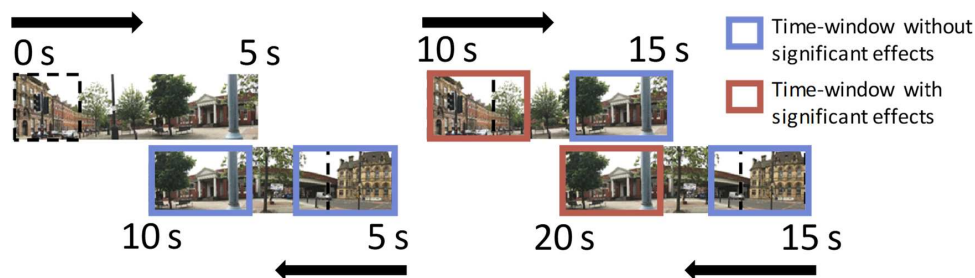 0 s
5 s
10 s
15 s
10 s
5 s
20 s
15 s
Time-window without
significant effects
Time-window with
significant effects